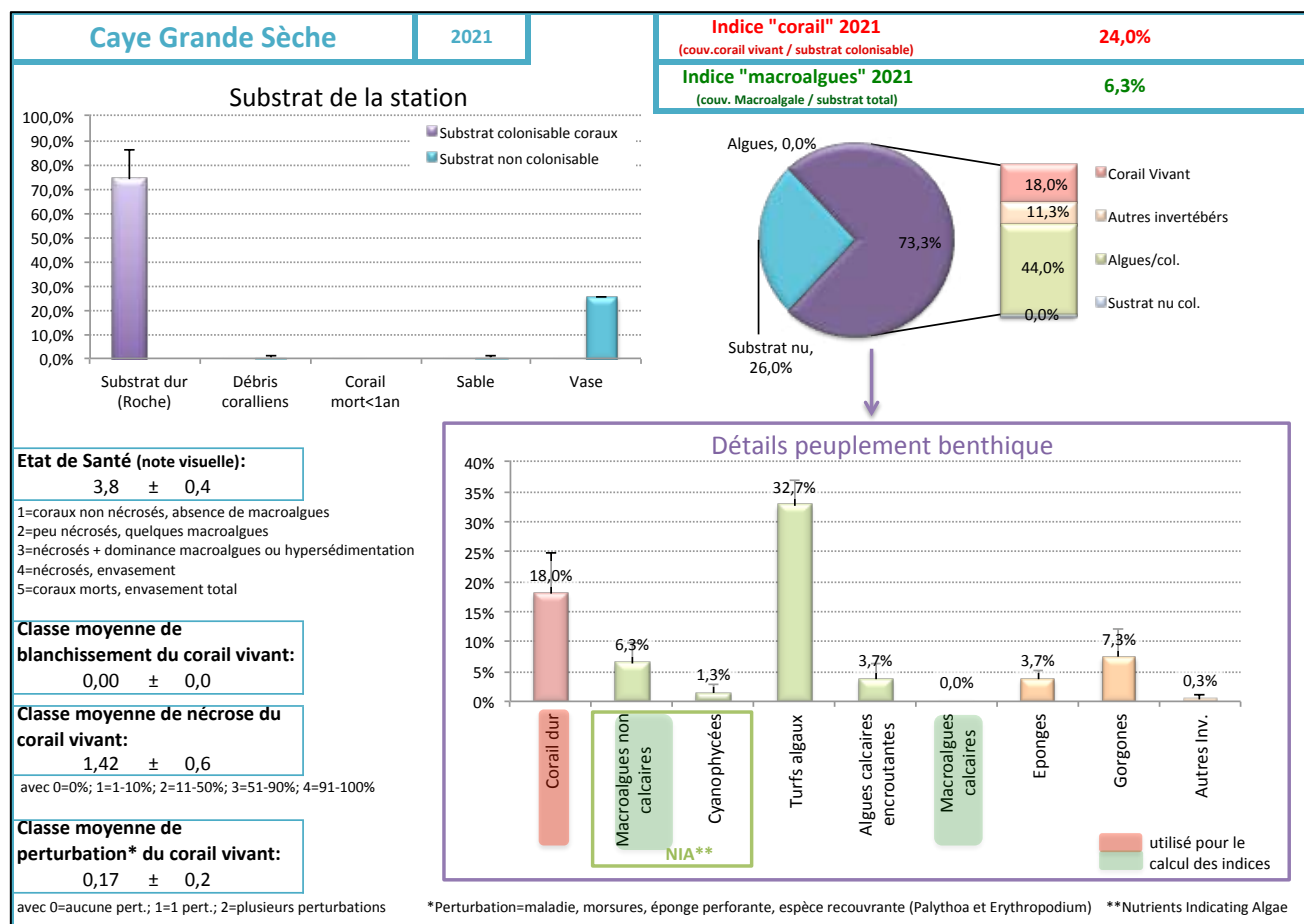 Caye Grande Sèche
2021
Indice "corail" 2021
(couv.corail vivant / substrat colonisable)
24,0%
Indice "macroalgues" 2021
(couv. Macroalgale / substrat total)
6,3%
Substrat de la station
100,0%
90,0%
80,0%
70,0%
60,0%
50,0%
40,0%
30,0%
20,0%
10,0%
0,0%
Substrat colonisable coraux
Substrat non colonisable
Substrat dur
(Roche)
Débris
coralliens
Corail
mort<1an
Sable
Vase
Algues, 0,0%
73,3%
Substrat nu,
26,0%
18,0%
11,3%
44,0%
0,0%
Corail Vivant
Autres invertébérs
Algues/col.
Sustrat nu col.
Etat de Santé (note visuelle):
3,8 ± 0,4
1=coraux non nécrosés, absence de macroalgues
2=peu nécrosés, quelques macroalgues
3=nécrosés + dominance macroalgues ou hypersédimentation
4=nécrosés, envasement
5=coraux morts, envasement total
Classe moyenne de
blanchissement du corail vivant:
0,00 ± 0,0
Classe moyenne de nécrose du
corail vivant:
1,42 ± 0,6
avec 0=0%; 1=1-10%; 2=11-50%; 3=51-90%; 4=91-100%
Classe moyenne de
perturbation* du corail vivant:
0,17 ± 0,2
avec 0=aucune pert.; 1=1 pert.; 2=plusieurs perturbations
Détails peuplement benthique
40%
35%
30%
25%
20%
15%
10%
5%
0%
18,0%
6,3%
1,3%
32,7%
3,7%
0,0%
3,7%
7,3%
0,3%
Corail dur
Macroalgues non
calcaires
Cyanophycées
Turfs algaux
Algues calcaires
encroutantes
Macroalgues
calcaires
Eponges
Gorgones
Autres Inv.
NIA**
utilisé pour le
calcul des indices
*Perturbation=maladie, morsures, éponge perforante, espèce recouvrante (Palythoa et Erythropodium) **Nutrients Indicating Algae